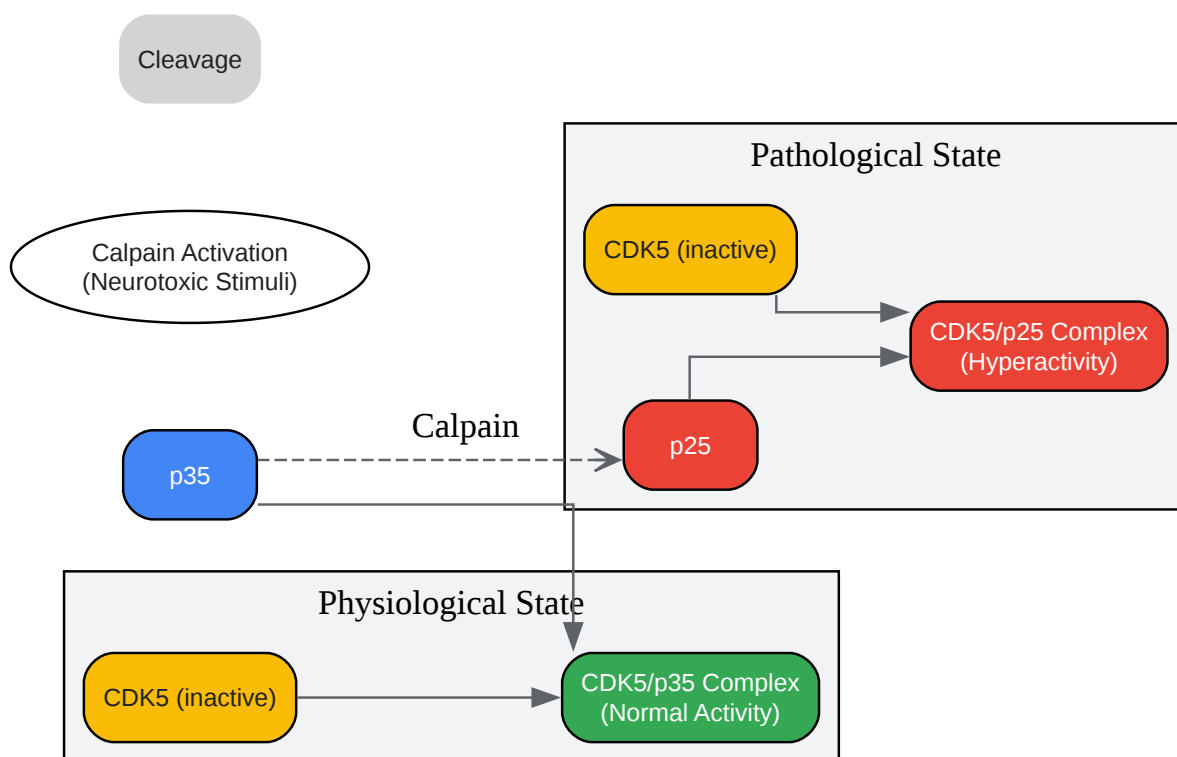 Cleavage
Pathological State
CDK5 (inactive)
Calpain Activation
(Neurotoxic Stimuli)
CDK5/p25 Complex
(Hyperactivity)
Calpain
p25
p35
Physiological State
CDK5 (inactive)
CDK5/p35 Complex
(Normal Activity)